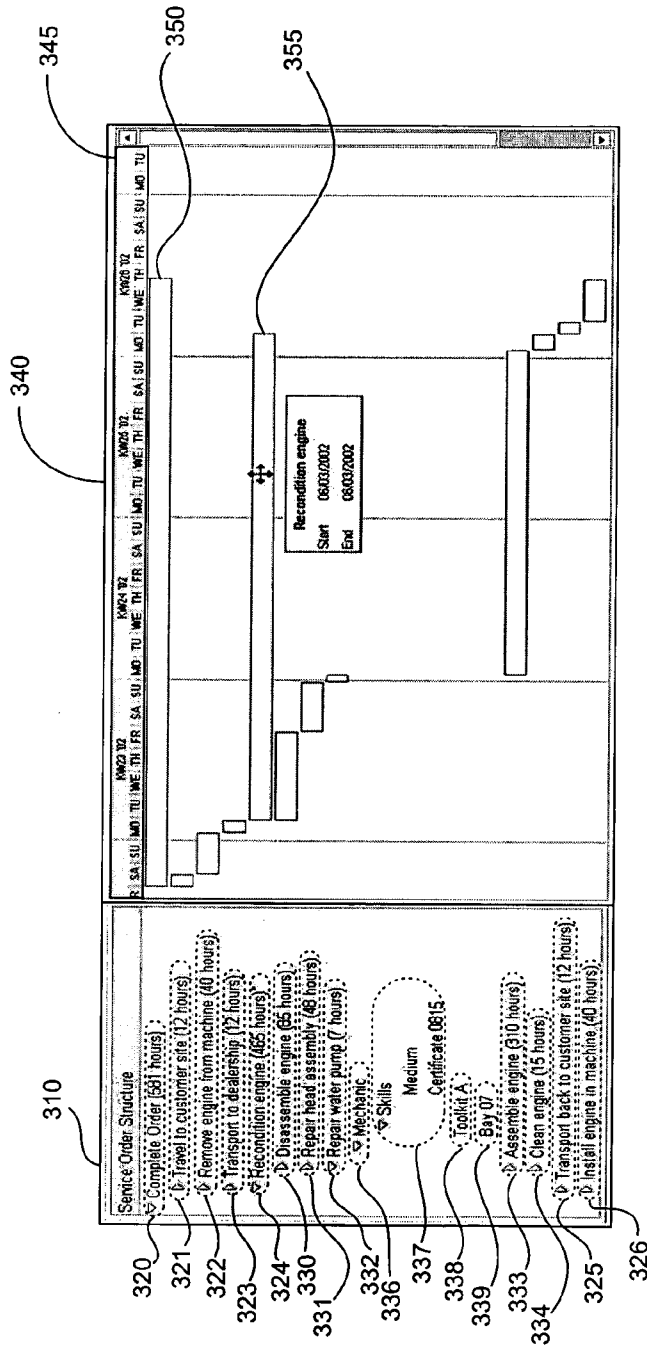 310
340
345
350
355
Service Order Structure
KW23 '02 KW24 '02 KW25 '02 KW26 '02
R SA SU MO TU WE TH FR SA SU MO TU WE TH FR SA SU MO TU WE TH FR SA SU MO TU WE TH FR SA SU MO TU
320 Complete Order (581 hours)
321 Travel to customer site (12 hours)
322 Remove engine from machine (40 hours)
323 Transport to dealership (12 hours)
324 Recondition engine (465 hours)
330 Disassemble engine (85 hours)
331 Repair head assembly (48 hours)
332 Repair water pump (7 hours)
336 Mechanic
Skills
337 Medium
Certificate 0815
338 Toolkit A
339 Bay 07
333 Assemble engine (310 hours)
334 Clean engine (15 hours)
325 Transport back to customer site (12 hours)
326 Install engine in machine (40 hours)
Recondition engine
Start 06/03/2002
End